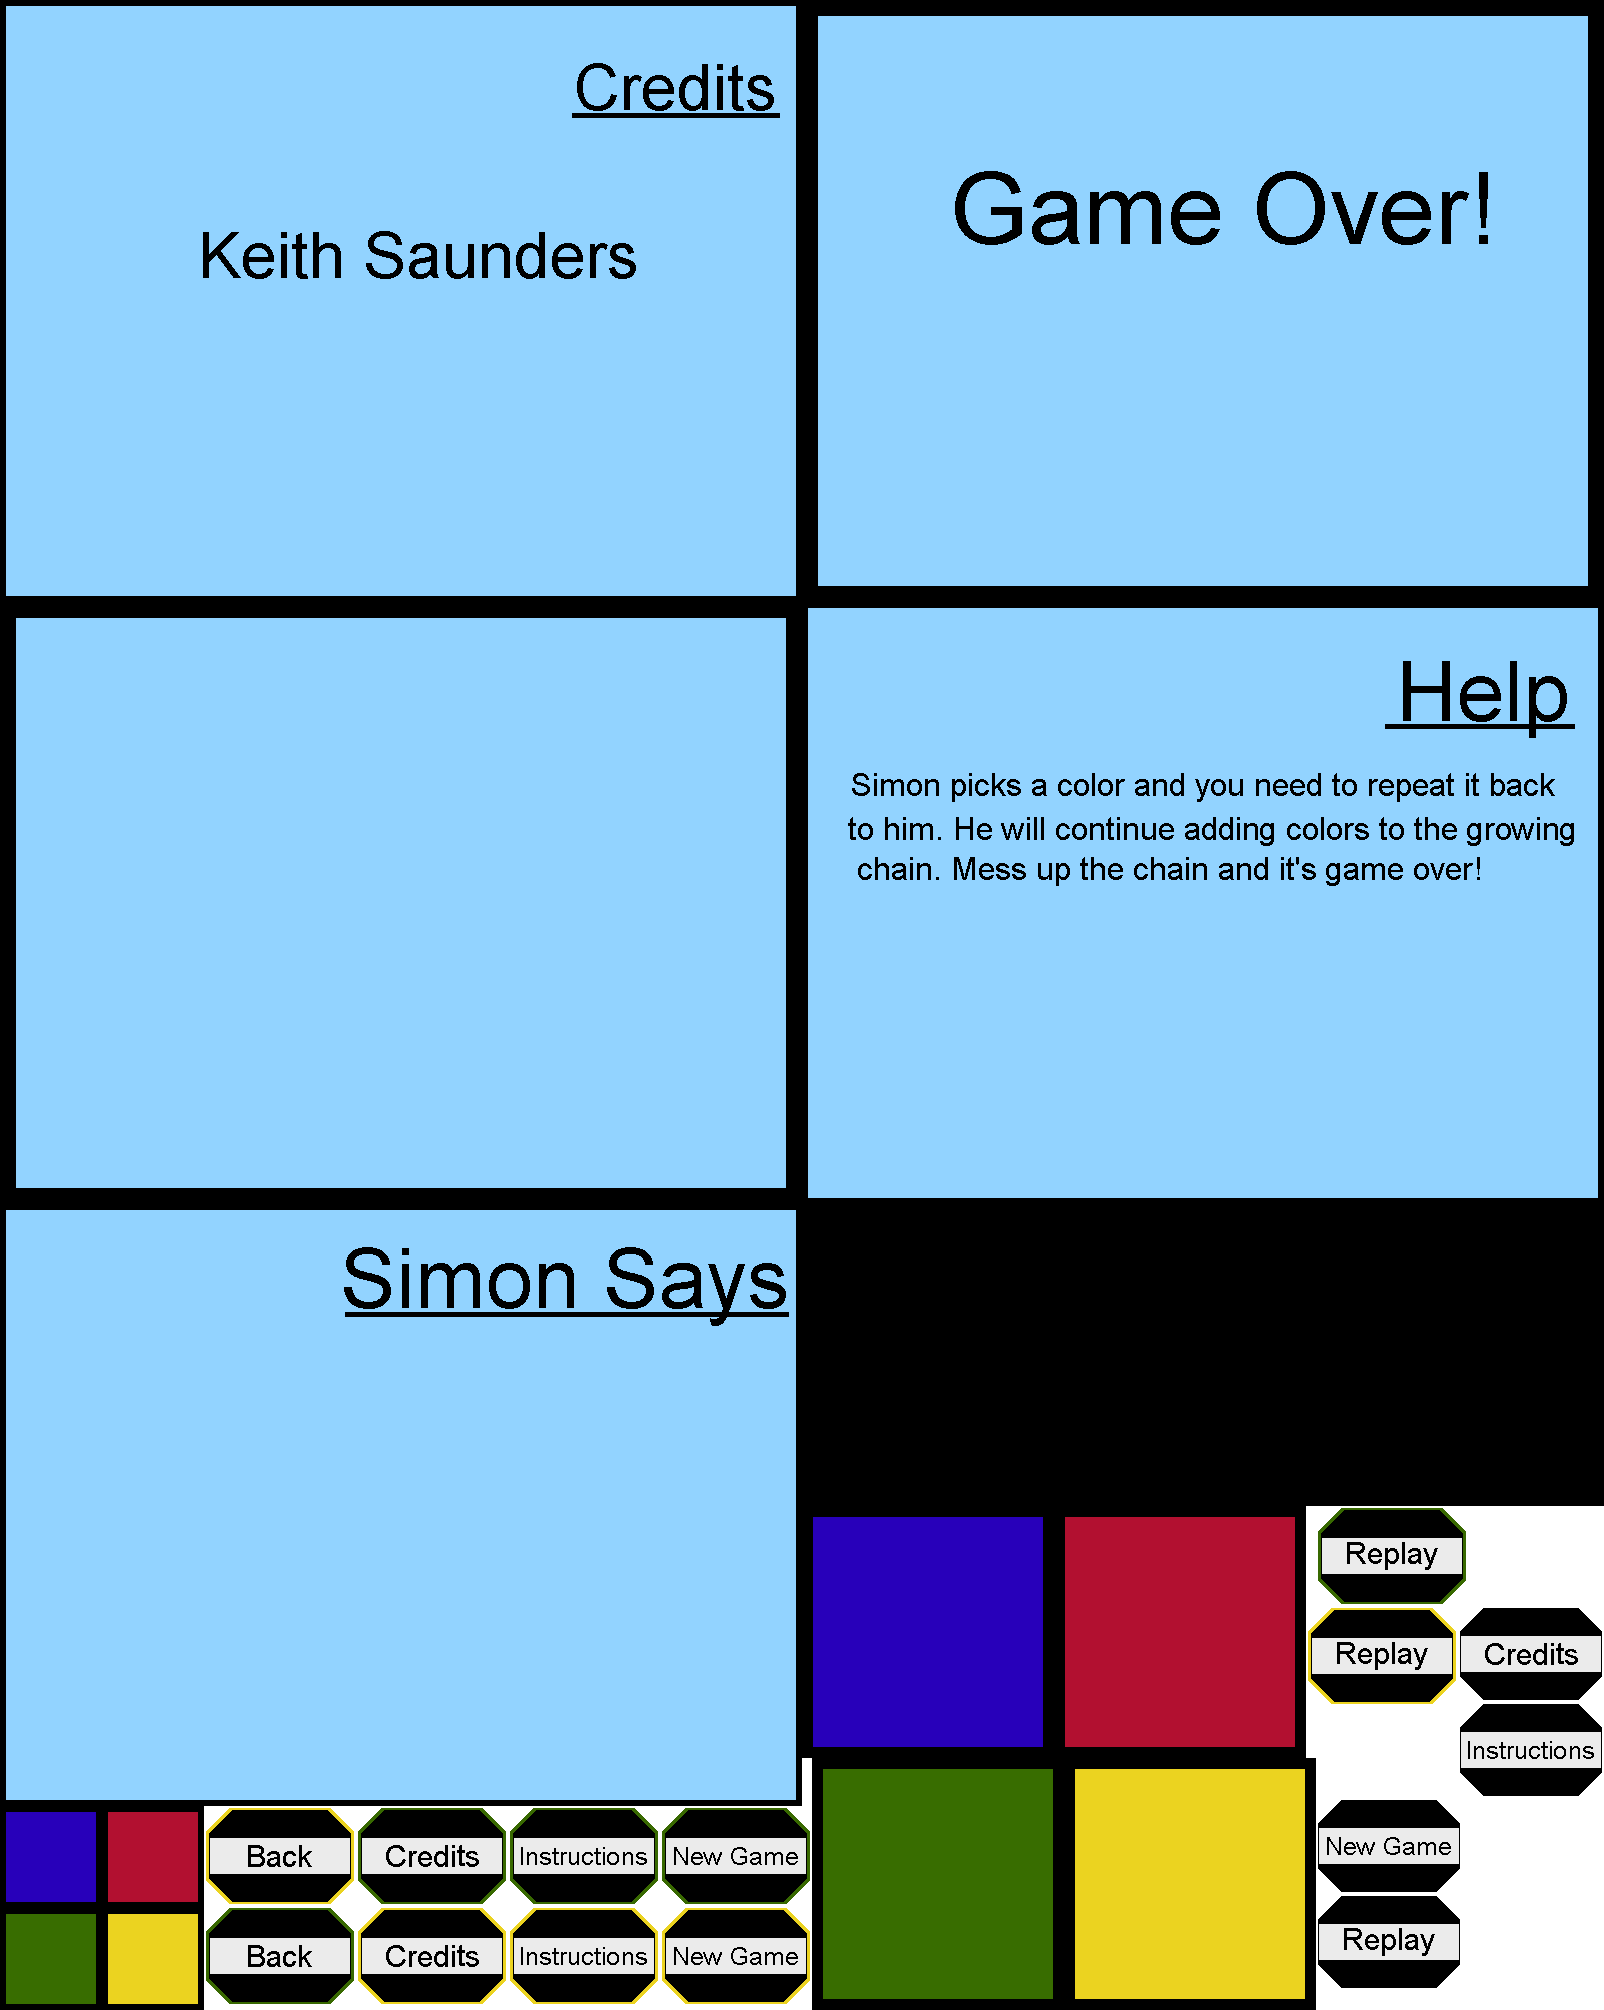 Credits
Keith Saunders
Game Over!
Help
Simon picks a color and you need to repeat it back
to him. He will continue adding colors to the growing
chain. Mess up the chain and it's game over!
Simon Says
Replay
Replay
Credits
Instructions
New Game
Replay
Back
Credits
Instructions
New Game
Back
Credits
Instructions
New Game